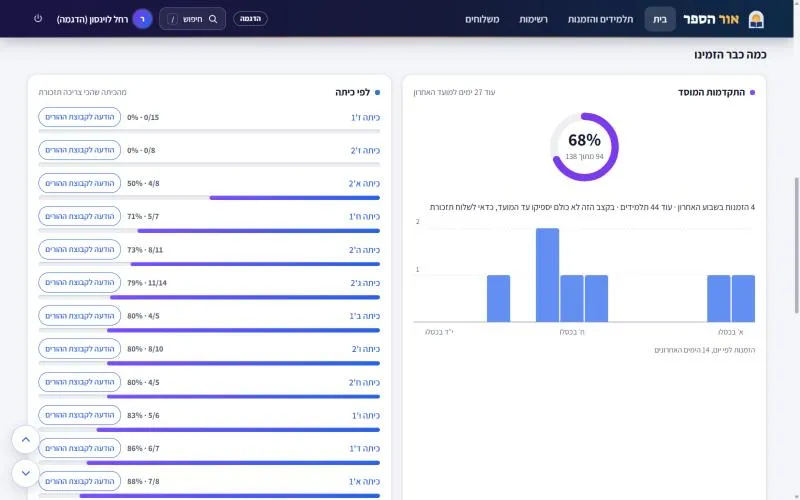 אור הספר
בית
תלמידים והזמנות
רשימות
משלוחים
הדגמה
חיפוש /
ר רחל לוינסון (הדגמה)
כמה כבר הזמינו
התקדמות המוסד
עוד 27 ימים למועד האחרון
68%
94 מתוך 138
4 הזמנות בשבוע האחרון · עוד 44 תלמידים · בקצב הזה לא כולם יספיקו עד המועד, כדאי לשלוח תזכורת
2
1
א׳ בכסלו
ח׳ בכסלו
י״ד בכסלו
הזמנות לפי יום, 14 הימים האחרונים
לפי כיתה
מהכיתה שהכי צריכה תזכורת
כיתה ז'1 0/15 · 0% הודעה לקבוצת ההורים
כיתה ז'2 0/8 · 0% הודעה לקבוצת ההורים
כיתה א'2 4/8 · 50% הודעה לקבוצת ההורים
כיתה ח'1 5/7 · 71% הודעה לקבוצת ההורים
כיתה ה'2 8/11 · 73% הודעה לקבוצת ההורים
כיתה ג'2 11/14 · 79% הודעה לקבוצת ההורים
כיתה ב'1 4/5 · 80% הודעה לקבוצת ההורים
כיתה ו'2 8/10 · 80% הודעה לקבוצת ההורים
כיתה ח'2 4/5 · 80% הודעה לקבוצת ההורים
כיתה ו'1 5/6 · 83% הודעה לקבוצת ההורים
כיתה ד'1 6/7 · 86% הודעה לקבוצת ההורים
כיתה א'1 7/8 · 88% הודעה לקבוצת ההורים